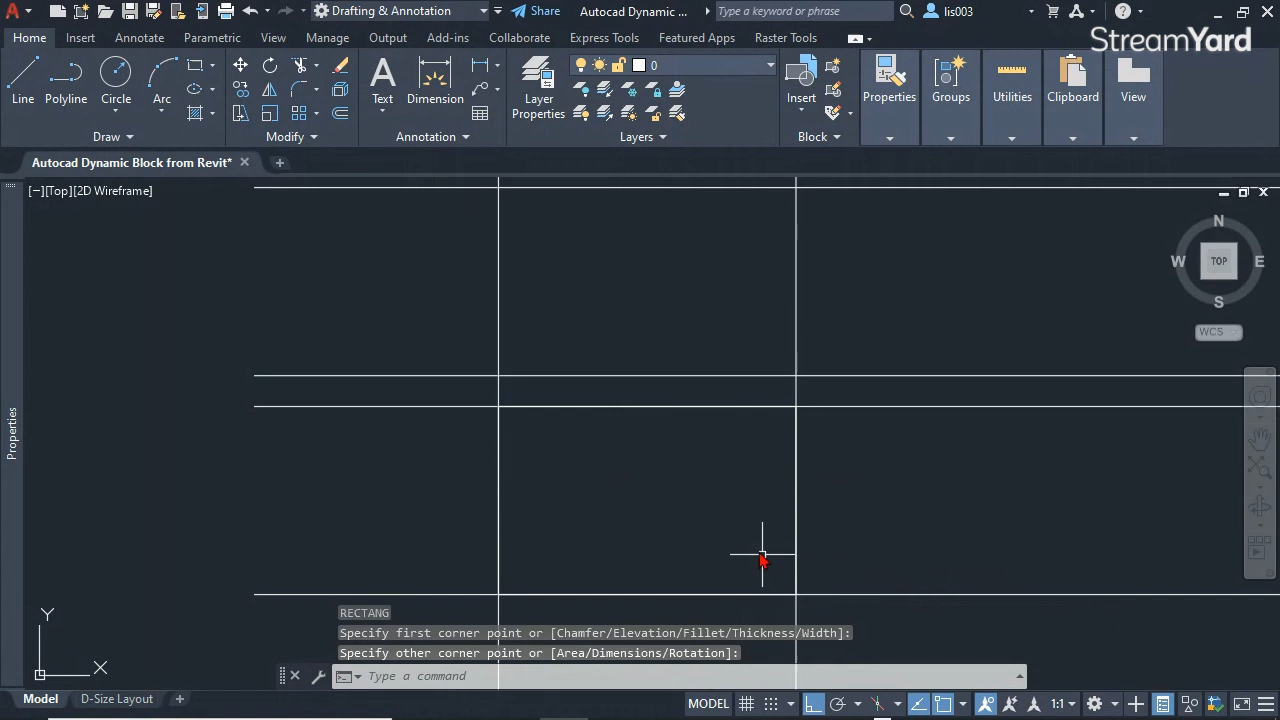 A Drafting & Annotation Share Autocad Dynamic ... Type a keyword or phrase lis003 ?
Home Insert Annotate Parametric View Manage Output Add-ins Collaborate Express Tools Featured Apps Raster Tools
StreamYard
Line Polyline Circle Arc A Text Dimension Layer Properties 0 Insert Properties Groups Utilities Clipboard View
Draw Modify Annotation Layers Block
Autocad Dynamic Block from Revit*
[−][Top][2D Wireframe]
N
W TOP E
S
WCS
Properties
RECTANG
Specify first corner point or [Chamfer/Elevation/Fillet/Thickness/Width]:
Specify other corner point or [Area/Dimensions/Rotation]:
Type a command
Y
X
Model D-Size Layout + MODEL 1:1